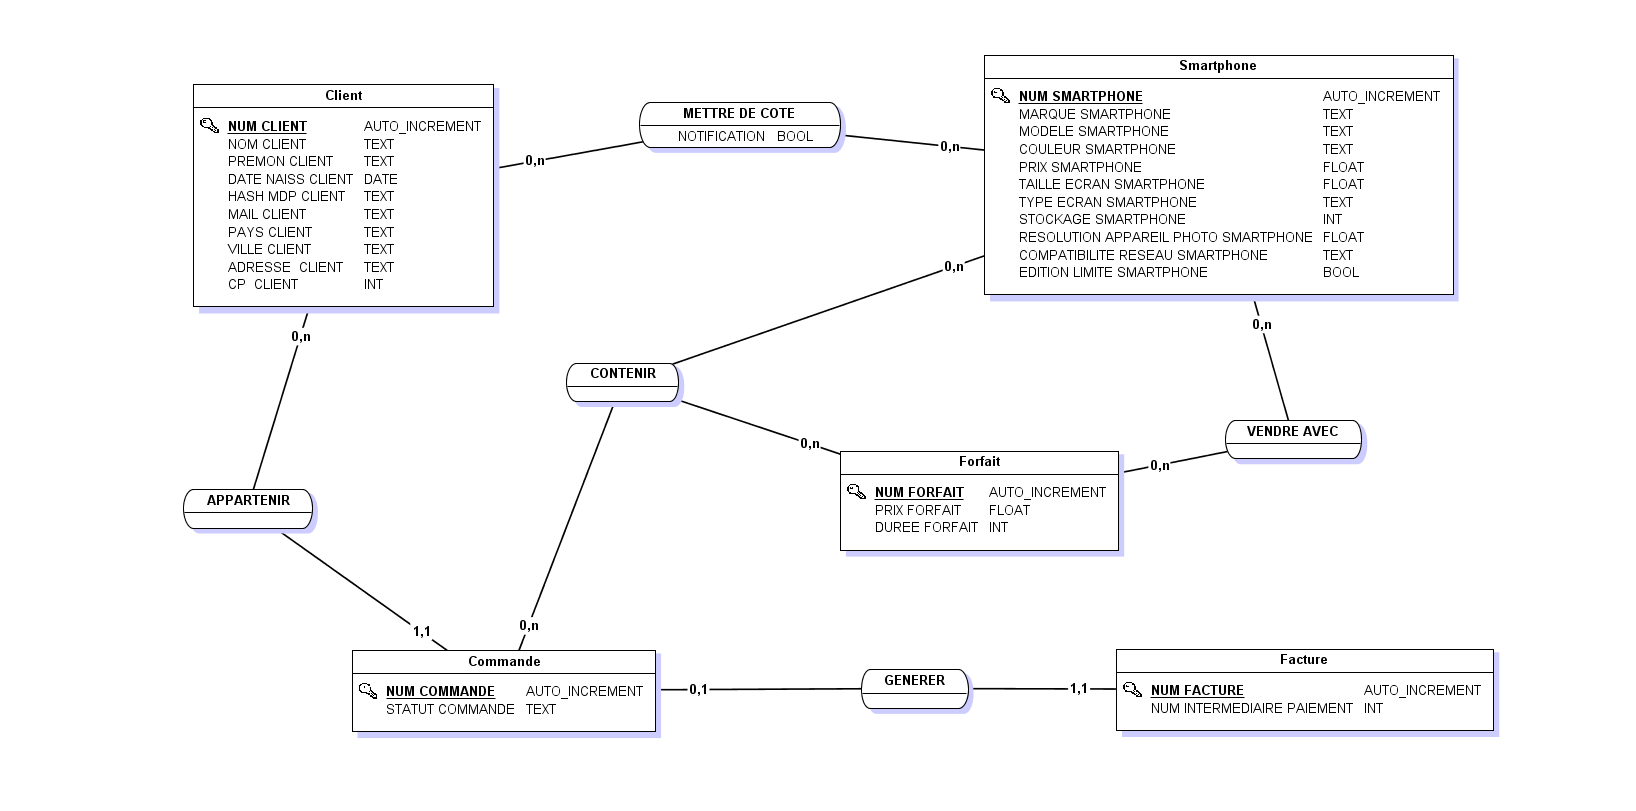 Client
NUM CLIENT AUTO_INCREMENT
NOM CLIENT TEXT
PREMON CLIENT TEXT
DATE NAISS CLIENT DATE
HASH MDP CLIENT TEXT
MAIL CLIENT TEXT
PAYS CLIENT TEXT
VILLE CLIENT TEXT
ADRESSE CLIENT TEXT
CP CLIENT INT
0,n
METTRE DE COTE
NOTIFICATION BOOL
0,n
Smartphone
NUM SMARTPHONE AUTO_INCREMENT
MARQUE SMARTPHONE TEXT
MODELE SMARTPHONE TEXT
COULEUR SMARTPHONE TEXT
PRIX SMARTPHONE FLOAT
TAILLE ECRAN SMARTPHONE FLOAT
TYPE ECRAN SMARTPHONE TEXT
STOCKAGE SMARTPHONE INT
RESOLUTION APPAREIL PHOTO SMARTPHONE FLOAT
COMPATIBILITE RESEAU SMARTPHONE TEXT
EDITION LIMITE SMARTPHONE BOOL
0,n
0,n
0,n
CONTENIR
0,n
VENDRE AVEC
0,n
Forfait
NUM FORFAIT AUTO_INCREMENT
PRIX FORFAIT FLOAT
DUREE FORFAIT INT
APPARTENIR
1,1
0,n
Commande
NUM COMMANDE AUTO_INCREMENT
STATUT COMMANDE TEXT
0,1
GENERER
1,1
Facture
NUM FACTURE AUTO_INCREMENT
NUM INTERMEDIAIRE PAIEMENT INT